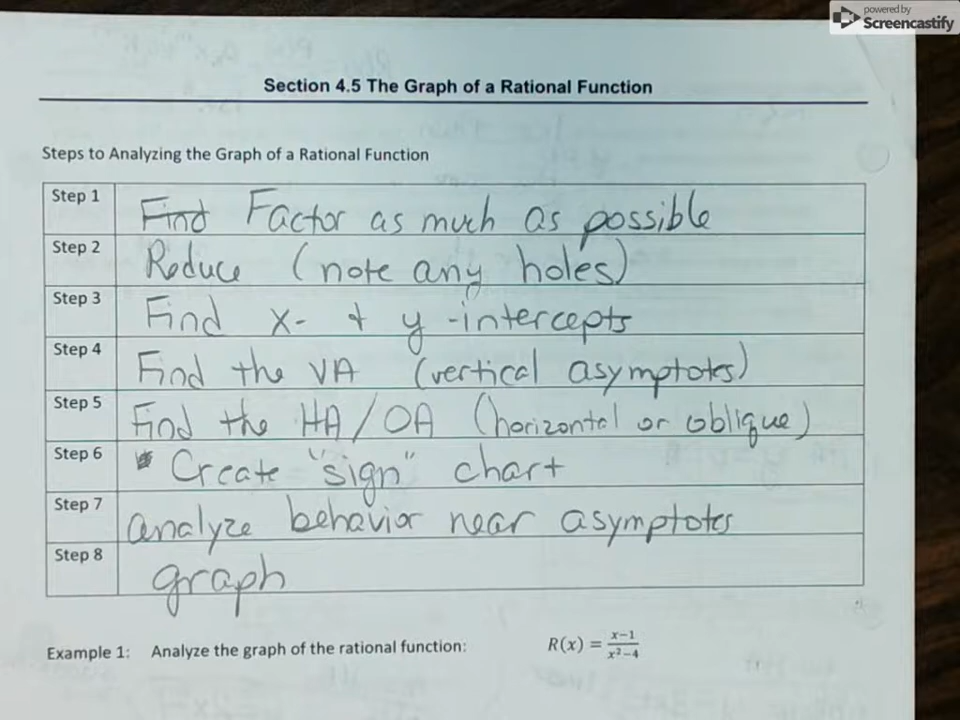 powered by
Screencastify
Section 4.5 The Graph of a Rational Function
Steps to Analyzing the Graph of a Rational Function
Step 1 Find Factor as much as possible
Step 2 Reduce (note any holes)
Step 3 Find x- + y-intercepts
Step 4 Find the VA (vertical asymptotes)
Step 5 Find the HA/OA (horizontal or oblique)
Step 6 Create "sign" chart
Step 7 analyze behavior near asymptotes
Step 8 graph
Example 1: Analyze the graph of the rational function: R(x) = x-1 / x²-4